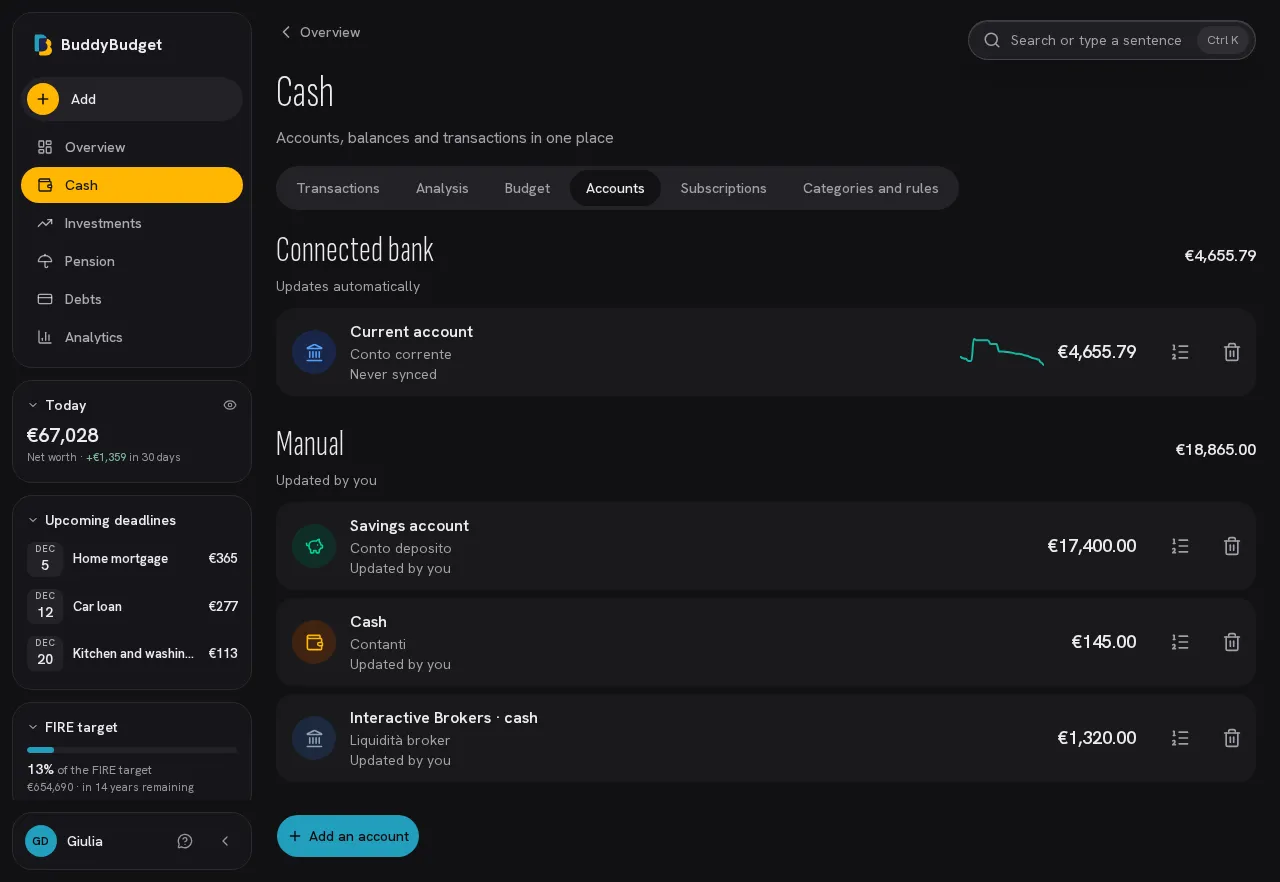 BuddyBudget
Add
Overview
Cash
Investments
Pension
Debts
Analytics
Today
€67,028
Net worth · +€1,359 in 30 days
Upcoming deadlines
DEC 5 Home mortgage €365
DEC 12 Car loan €277
DEC 20 Kitchen and washin... €113
FIRE target
13% of the FIRE target
€654,690 · in 14 years remaining
GD Giulia
Overview
Search or type a sentence Ctrl K
Cash
Accounts, balances and transactions in one place
Transactions Analysis Budget Accounts Subscriptions Categories and rules
Connected bank €4,655.79
Updates automatically
Current account
Conto corrente
Never synced
€4,655.79
Manual €18,865.00
Updated by you
Savings account
Conto deposito
Updated by you
€17,400.00
Cash
Contanti
Updated by you
€145.00
Interactive Brokers · cash
Liquidità broker
Updated by you
€1,320.00
Add an account